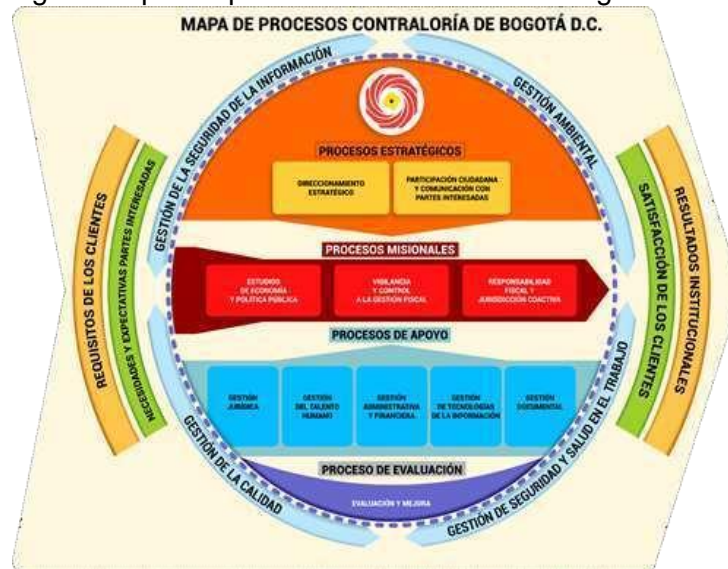 MAPA DE PROCESOS CONTRALORÍA DE BOGOTÁ D.C.
GESTIÓN DE LA SEGURIDAD DE LA INFORMACIÓN
GESTIÓN AMBIENTAL
REQUISITOS DE LOS CLIENTES
NECESIDADES Y EXPECTATIVAS PARTES INTERESADAS
PROCESOS ESTRATÉGICOS
DIRECCIONAMIENTO
ESTRATÉGICO
PARTICIPACIÓN CIUDADANA
Y COMUNICACIÓN CON
PARTES INTERESADAS
PROCESOS MISIONALES
ESTUDIOS
DE ECONOMÍA
Y POLÍTICA PÚBLICA
VIGILANCIA
Y CONTROL
A LA GESTIÓN FISCAL
RESPONSABILIDAD
FISCAL Y
JURISDICCIÓN COACTIVA
PROCESOS DE APOYO
GESTIÓN
JURÍDICA
GESTIÓN
DEL TALENTO
HUMANO
GESTIÓN
ADMINISTRATIVA
Y FINANCIERA
GESTIÓN
DE TECNOLOGÍAS
DE LA INFORMACIÓN
GESTIÓN
DOCUMENTAL
PROCESO DE EVALUACIÓN
EVALUACIÓN Y MEJORA
GESTIÓN DE LA CALIDAD
GESTIÓN DE SEGURIDAD Y SALUD EN EL TRABAJO
SATISFACCIÓN DE LOS CLIENTES
RESULTADOS INSTITUCIONALES